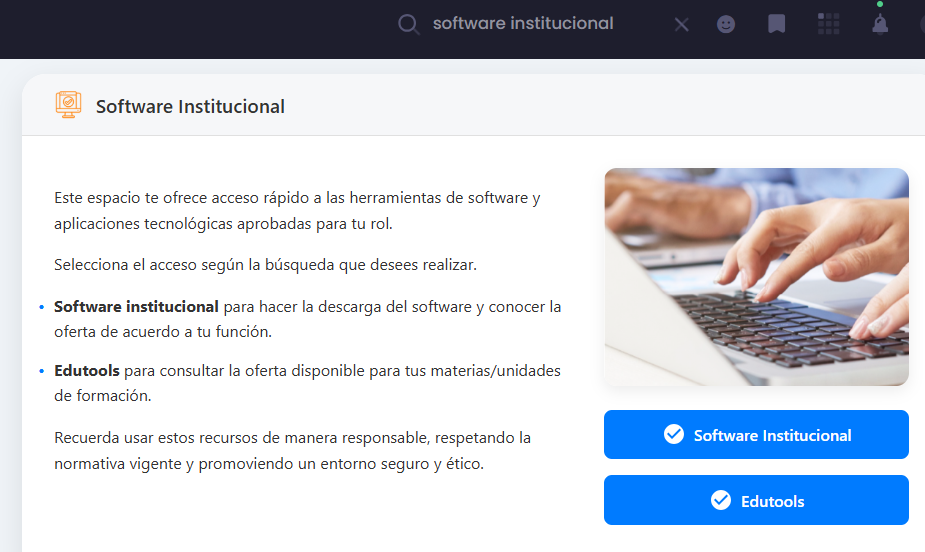 software institucional
Software Institucional
Este espacio te ofrece acceso rápido a las herramientas de software y
aplicaciones tecnológicas aprobadas para tu rol.
Selecciona el acceso según la búsqueda que desees realizar.
• Software institucional para hacer la descarga del software y conocer la
oferta de acuerdo a tu función.
• Edutools para consultar la oferta disponible para tus materias/unidades
de formación.
Recuerda usar estos recursos de manera responsable, respetando la
normativa vigente y promoviendo un entorno seguro y ético.
Software Institucional
Edutools